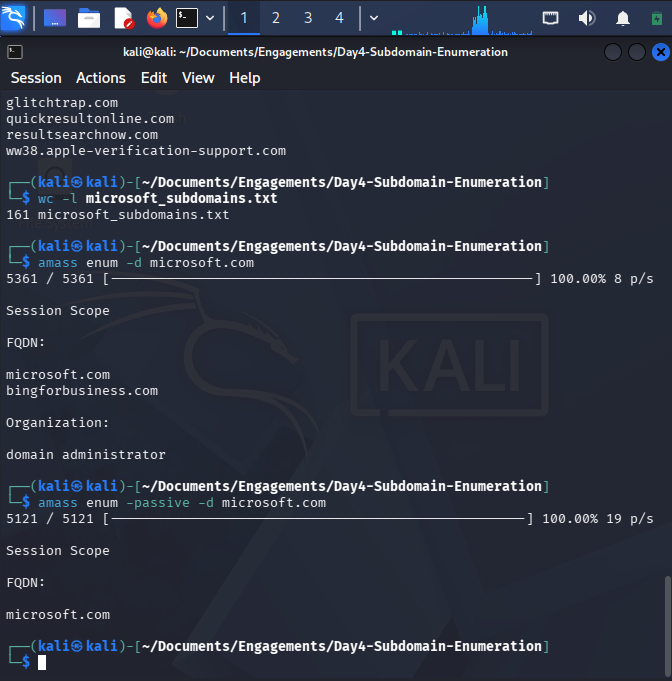 1 2 3 4
kali@kali: ~/Documents/Engagements/Day4-Subdomain-Enumeration
Session Actions Edit View Help
glitchtrap.com
quickresultonline.com
resultsearchnow.com
ww38.apple-verification-support.com
┌──(kali㉿kali)-[~/Documents/Engagements/Day4-Subdomain-Enumeration]
└─$ wc -l microsoft_subdomains.txt
161 microsoft_subdomains.txt
┌──(kali㉿kali)-[~/Documents/Engagements/Day4-Subdomain-Enumeration]
└─$ amass enum -d microsoft.com
5361 / 5361 [────────────────────────────────────────────────────] 100.00% 8 p/s
Session Scope
FQDN:
microsoft.com
bingforbusiness.com
Organization:
domain administrator
┌──(kali㉿kali)-[~/Documents/Engagements/Day4-Subdomain-Enumeration]
└─$ amass enum -passive -d microsoft.com
5121 / 5121 [───────────────────────────────────────────────────] 100.00% 19 p/s
Session Scope
FQDN:
microsoft.com
┌──(kali㉿kali)-[~/Documents/Engagements/Day4-Subdomain-Enumeration]
└─$
KALI